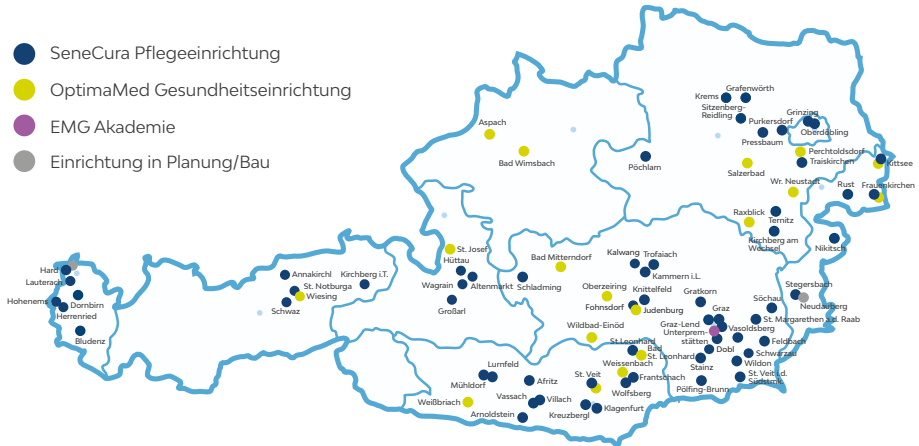 SeneCura Pflegeeinrichtung
OptimaMed Gesundheitseinrichtung
EMG Akademie
Einrichtung in Planung/Bau
Krems
Grafenwörth
Sitzenberg-
Reidling
Purkersdorf
Grinzing
Oberdöbling
Pressbaum
Perchtoldsdorf
Traiskirchen
Kittsee
Aspach
Bad Wimsbach
Pöchlarn
Salzerbad
Wr. Neustadt
Rust
Frauenkirchen
Raxblick
Ternitz
Kirchberg am
Wechsel
Nikitsch
St. Josef
Hüttau
Wagrain
Altenmarkt
Großarl
Bad Mitterndorf
Schladming
Kalwang
Trofaiach
Kammern i.L.
Oberzeiring
Knittelfeld
Fohnsdorf
Judenburg
Wildbad-Einöd
Gratkorn
Graz
Graz-Lend
Unterprem-
stätten
Vasoldsberg
Dobl
Stainz
Pölfing-Brunn
Söchau
St. Margarethen a.d. Raab
Feldbach
Schwarzau
Wildon
St. Veit i.d.
Südstmk.
Stegersbach
Neudauberg
Hard
Lauterach
Hohenems
Dornbirn
Herrenried
Bludenz
Annakirchl
Kirchberg i.T.
St. Notburga
Wiesing
Schwaz
St.Leonhard
Bad
St. Leonhard
Weissenbach
Frantschach
Wolfsberg
St. Veit
Lurnfeld
Mühldorf
Afritz
Weißbriach
Vassach
Villach
Arnoldstein
Kreuzbergl
Klagenfurt